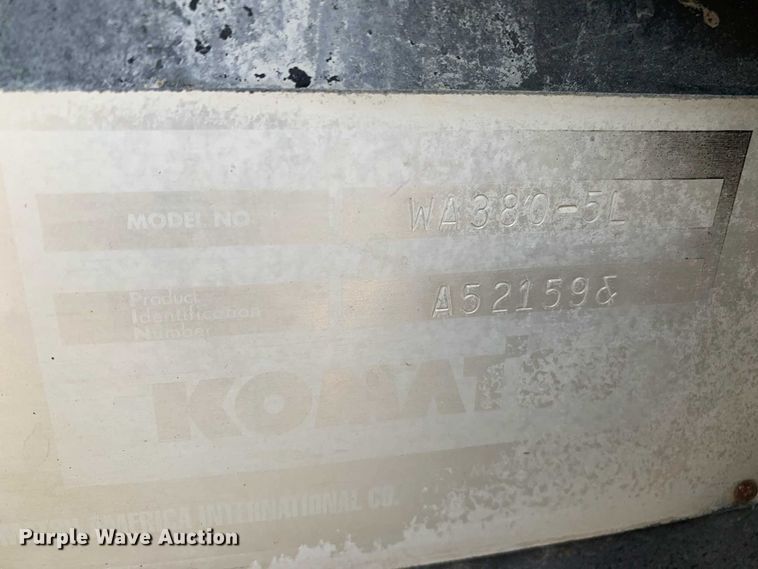 MODEL NO WA380-5L
Product
Identification
Number
A52159&
KOMAT
AMERICA INTERNATIONAL CO.
Purple Wave Auction